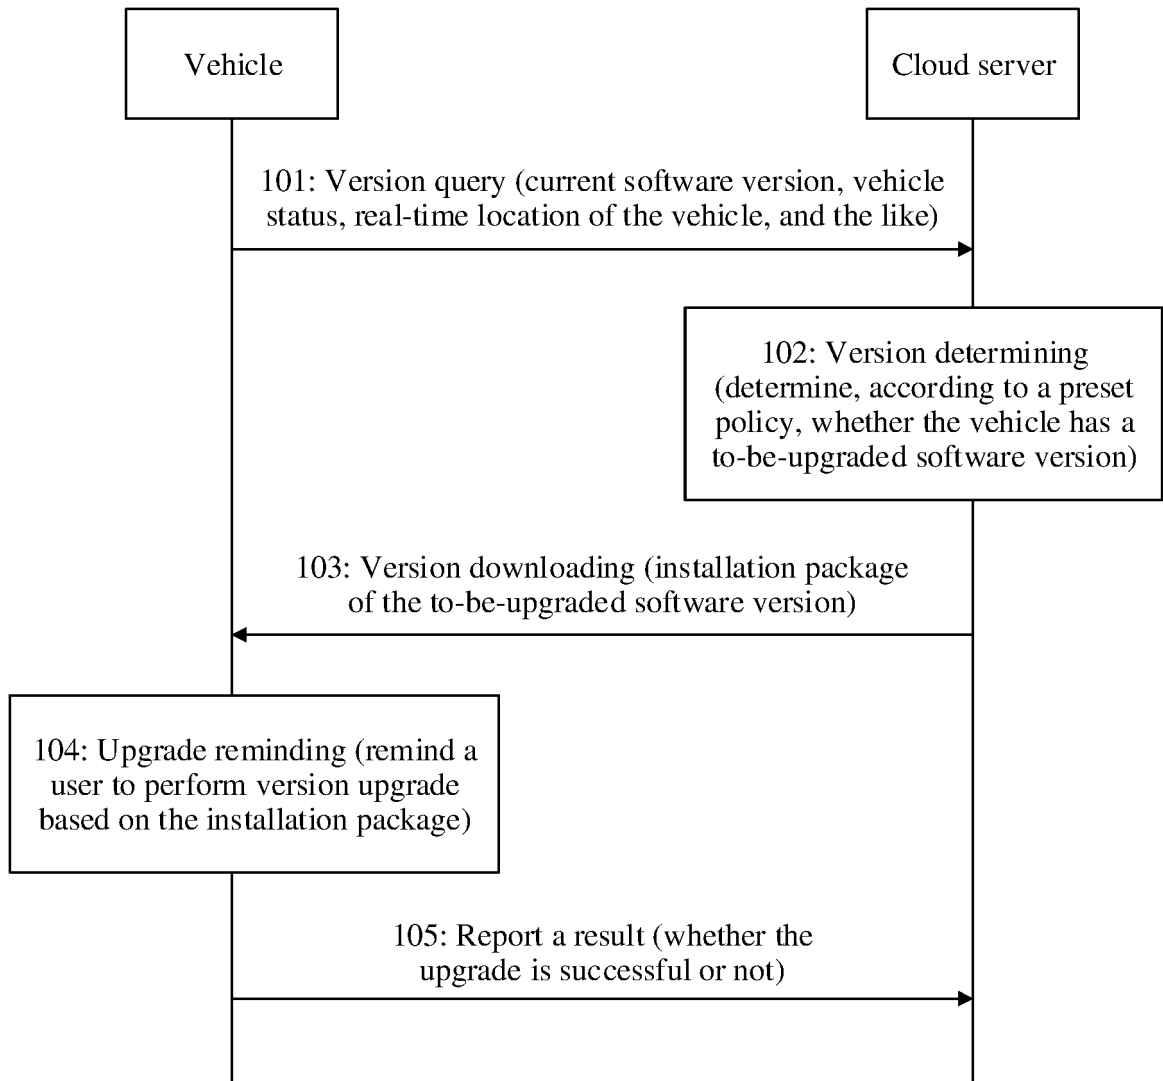 Vehicle
Cloud server
101: Version query (current software version, vehicle
status, real-time location of the vehicle, and the like)
102: Version determining
(determine, according to a preset
policy, whether the vehicle has a
to-be-upgraded software version)
103: Version downloading (installation package
of the to-be-upgraded software version)
104: Upgrade reminding (remind a
user to perform version upgrade
based on the installation package)
105: Report a result (whether the
upgrade is successful or not)